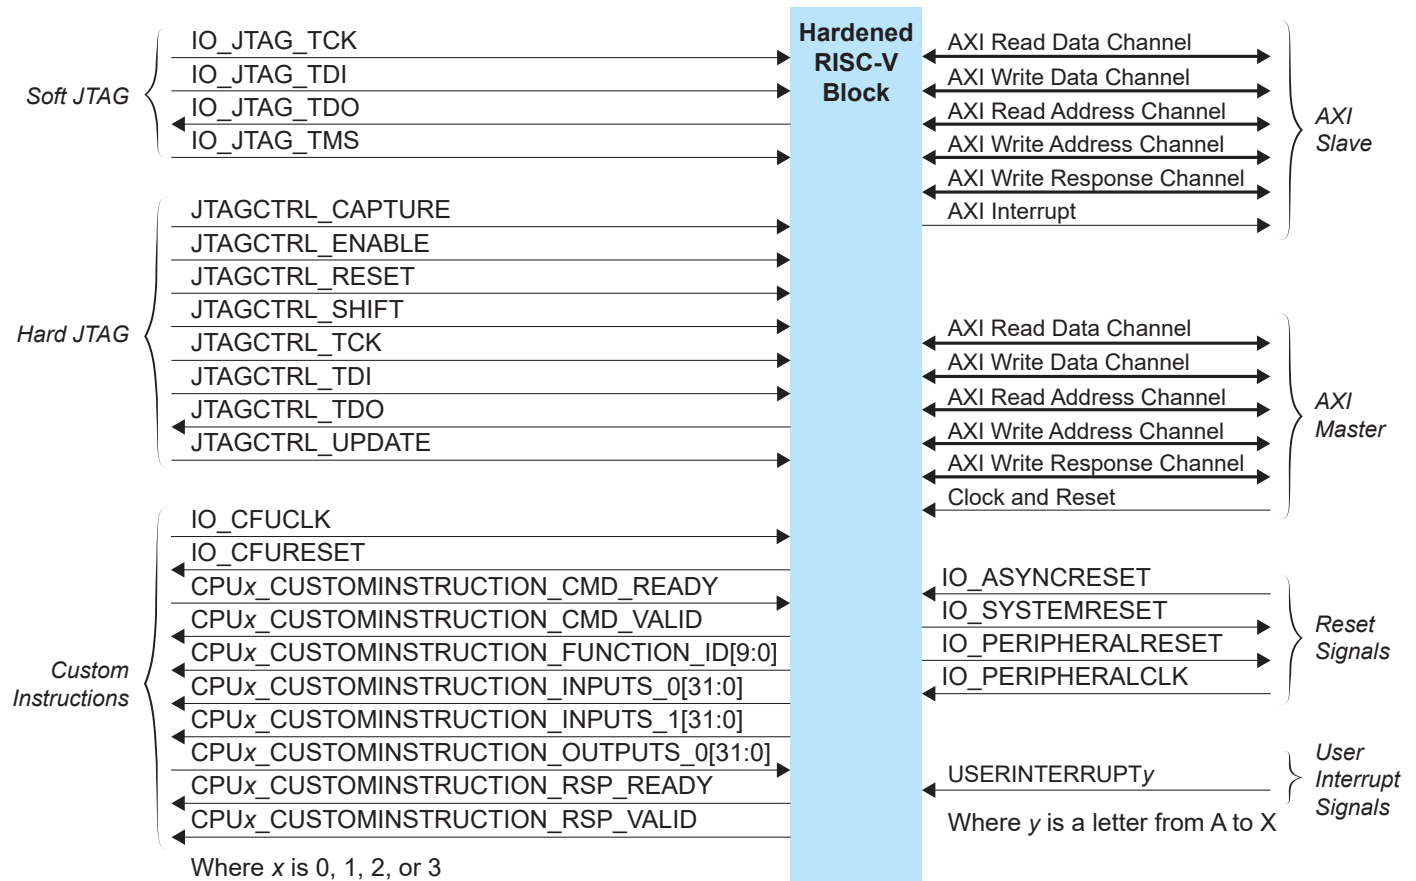 Hardened
RISC-V
Block
Soft JTAG
IO_JTAG_TCK
IO_JTAG_TDI
IO_JTAG_TDO
IO_JTAG_TMS
Hard JTAG
JTAGCTRL_CAPTURE
JTAGCTRL_ENABLE
JTAGCTRL_RESET
JTAGCTRL_SHIFT
JTAGCTRL_TCK
JTAGCTRL_TDI
JTAGCTRL_TDO
JTAGCTRL_UPDATE
Custom
Instructions
IO_CFUCLK
IO_CFURESET
CPUx_CUSTOMINSTRUCTION_CMD_READY
CPUx_CUSTOMINSTRUCTION_CMD_VALID
CPUx_CUSTOMINSTRUCTION_FUNCTION_ID[9:0]
CPUx_CUSTOMINSTRUCTION_INPUTS_0[31:0]
CPUx_CUSTOMINSTRUCTION_INPUTS_1[31:0]
CPUx_CUSTOMINSTRUCTION_OUTPUTS_0[31:0]
CPUx_CUSTOMINSTRUCTION_RSP_READY
CPUx_CUSTOMINSTRUCTION_RSP_VALID
Where x is 0, 1, 2, or 3
AXI Read Data Channel
AXI Write Data Channel
AXI Read Address Channel
AXI Write Address Channel
AXI Write Response Channel
AXI Interrupt
AXI
Slave
AXI Read Data Channel
AXI Write Data Channel
AXI Read Address Channel
AXI Write Address Channel
AXI Write Response Channel
Clock and Reset
AXI
Master
IO_ASYNCRESET
IO_SYSTEMRESET
IO_PERIPHERALRESET
IO_PERIPHERALCLK
Reset
Signals
USERINTERRUPTy
Where y is a letter from A to X
User
Interrupt
Signals